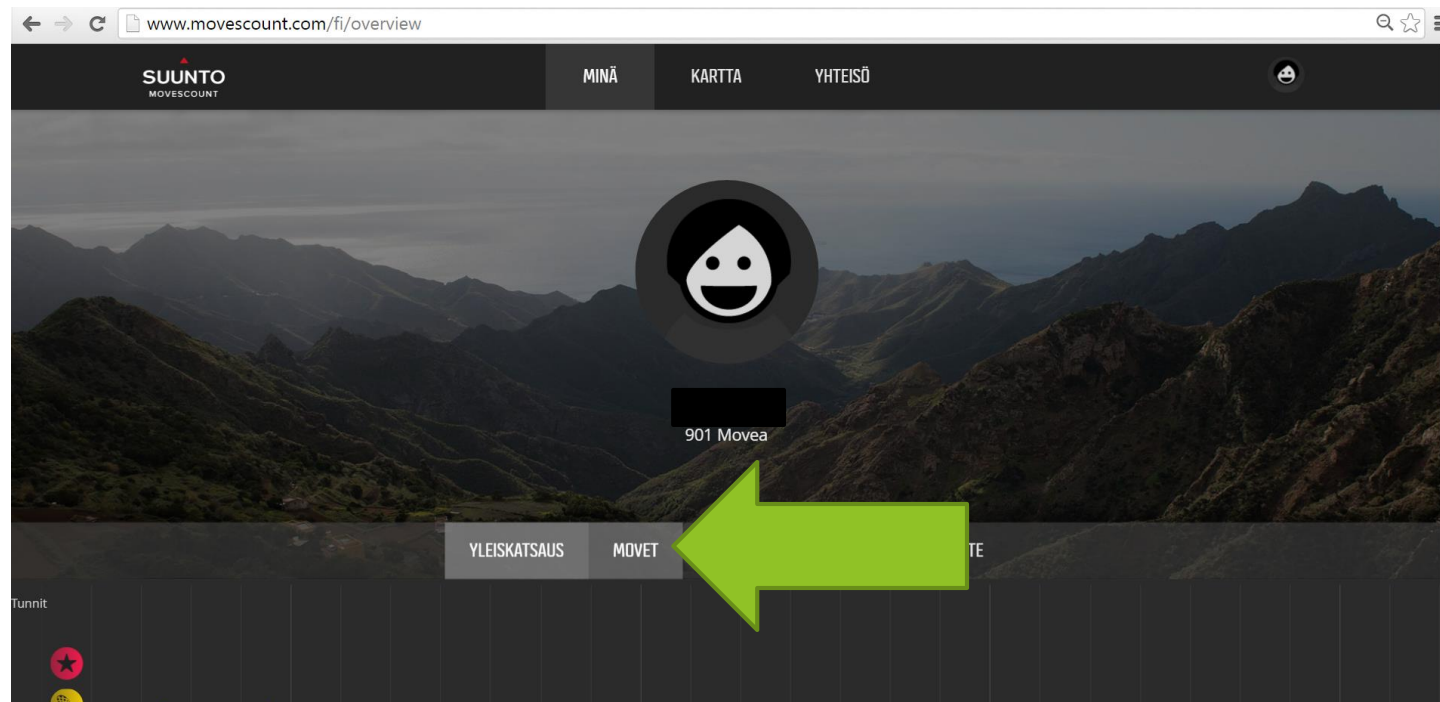 www.movescount.com/fi/overview
SUUNTO
MOVESCOUNT
MINÄ KARTTA YHTEISÖ
901 Movea
YLEISKATSAUS MOVET TE
Tunnit